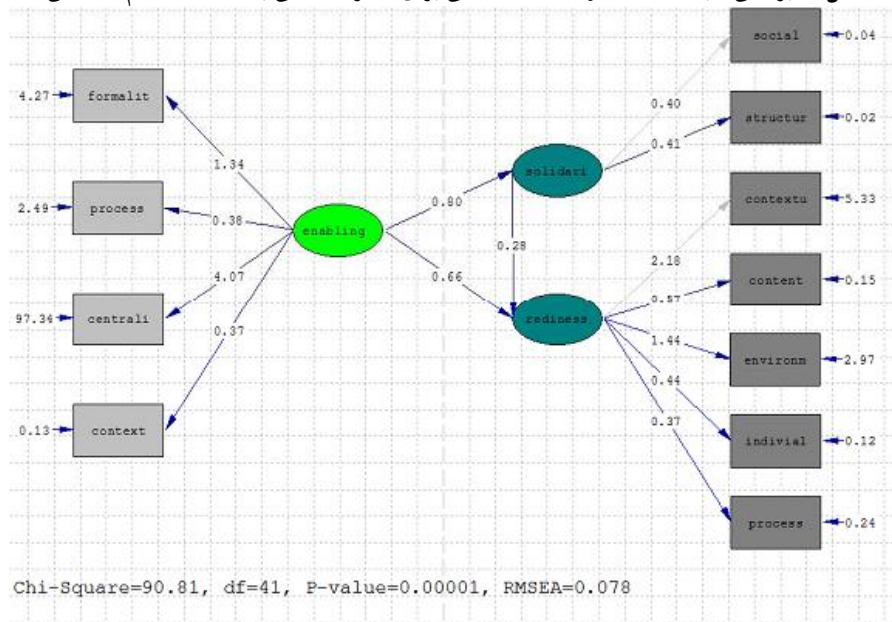 social
0.04
formalit
4.27
0.40
structur
0.02
0.41
1.34
solidari
process
2.49
contextu
5.33
0.38
0.80
enabling
0.28
2.18
4.07
0.66
content
0.15
0.57
centrali
97.34
rediness
0.37
1.44
environm
2.97
0.44
0.37
context
0.13
indivial
0.12
process
0.24
Chi-Square=90.81, df=41, P-value=0.00001, RMSEA=0.078